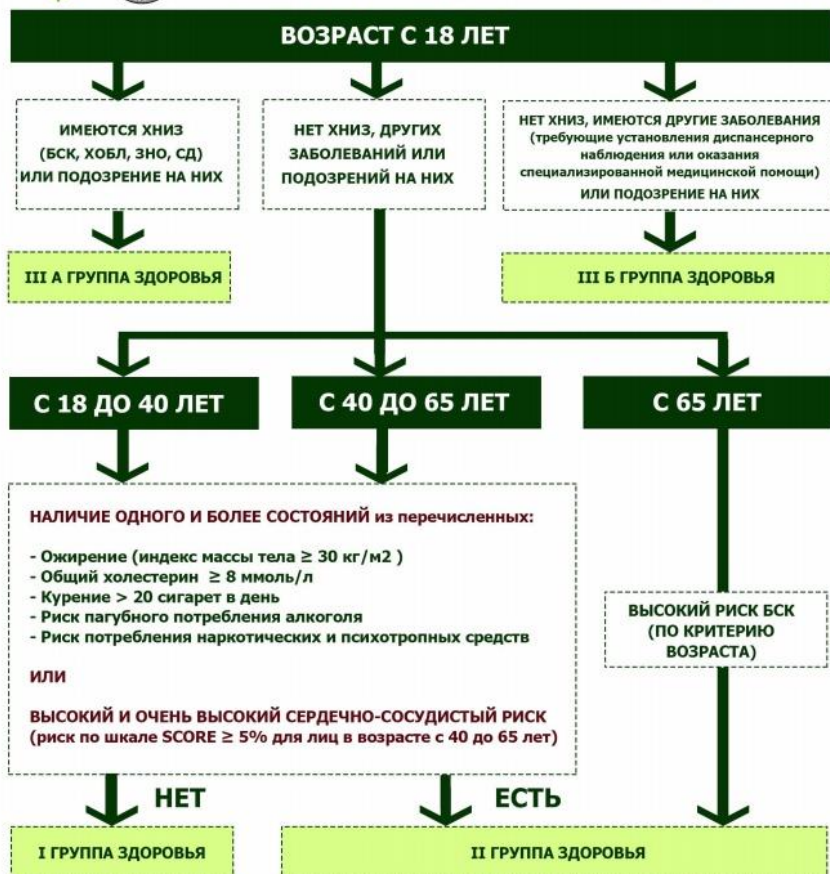 ВОЗРАСТ С 18 ЛЕТ
ИМЕЮТСЯ ХНИЗ
(БСК, ХОБЛ, ЗНО, СД)
ИЛИ ПОДОЗРЕНИЕ НА НИХ
НЕТ ХНИЗ, ДРУГИХ
ЗАБОЛЕВАНИЙ ИЛИ
ПОДОЗРЕНИЙ НА НИХ
НЕТ ХНИЗ, ИМЕЮТСЯ ДРУГИЕ ЗАБОЛЕВАНИЯ
(требующие установления диспансерного
наблюдения или оказания
специализированной медицинской помощи)
ИЛИ ПОДОЗРЕНИЕ НА НИХ
III А ГРУППА ЗДОРОВЬЯ
III Б ГРУППА ЗДОРОВЬЯ
С 18 ДО 40 ЛЕТ
С 40 ДО 65 ЛЕТ
С 65 ЛЕТ
НАЛИЧИЕ ОДНОГО И БОЛЕЕ СОСТОЯНИЙ из перечисленных:
- Ожирение (индекс массы тела ≥ 30 кг/м2 )
- Общий холестерин ≥ 8 ммоль/л
- Курение > 20 сигарет в день
- Риск пагубного потребления алкоголя
- Риск потребления наркотических и психотропных средств
ИЛИ
ВЫСОКИЙ И ОЧЕНЬ ВЫСОКИЙ СЕРДЕЧНО-СОСУДИСТЫЙ РИСК
(риск по шкале SCORE ≥ 5% для лиц в возрасте с 40 до 65 лет)
ВЫСОКИЙ РИСК БСК
(ПО КРИТЕРИЮ
ВОЗРАСТА)
НЕТ
ЕСТЬ
I ГРУППА ЗДОРОВЬЯ
II ГРУППА ЗДОРОВЬЯ